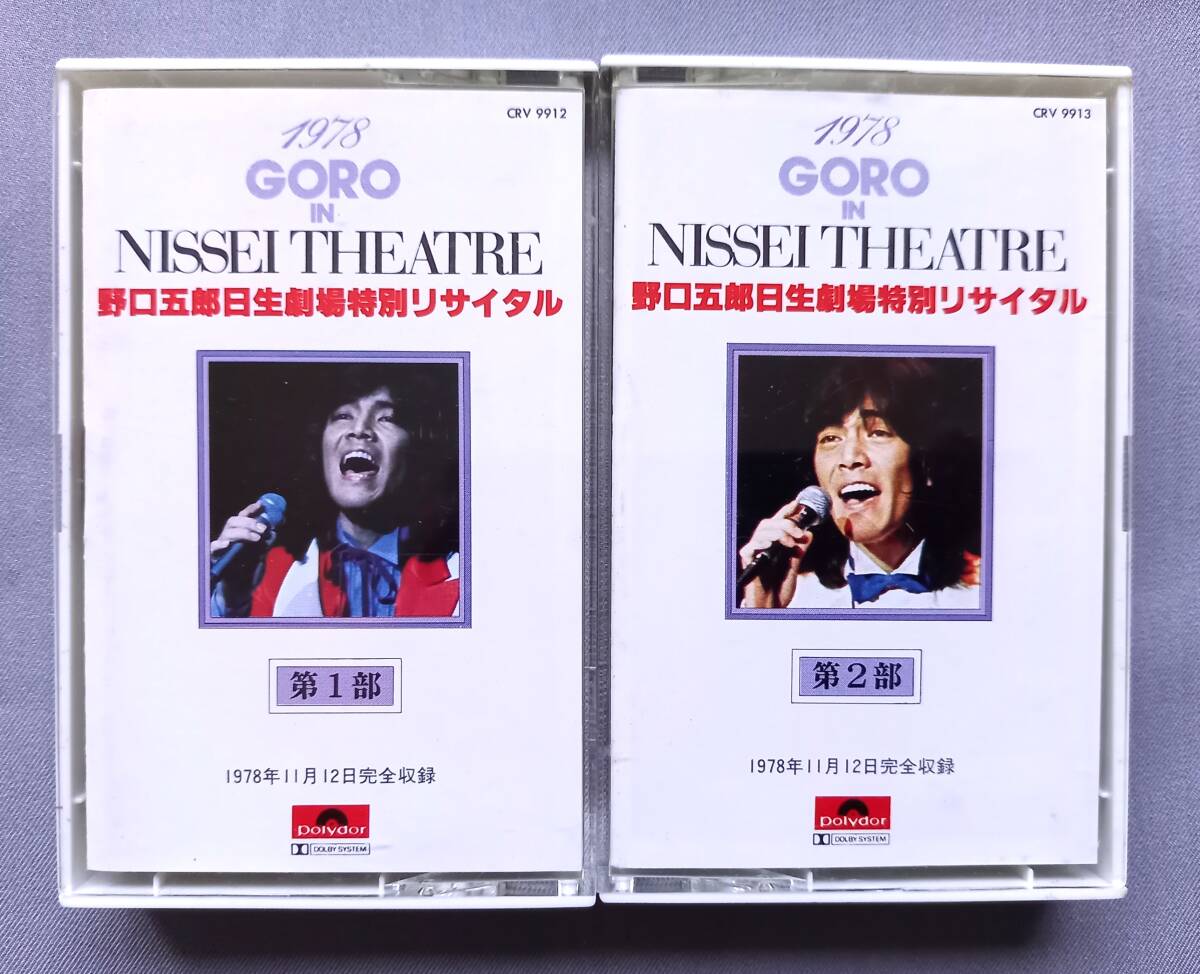 CRV 9912
1978
GORO
IN
NISSEI THEATRE
野口五郎日生劇場特別リサイタル
第1部
1978年11月12日完全収録
polydor
DOLBY SYSTEM
CRV 9913
1978
GORO
IN
NISSEI THEATRE
野口五郎日生劇場特別リサイタル
第2部
1978年11月12日完全収録
polydor
DOLBY SYSTEM